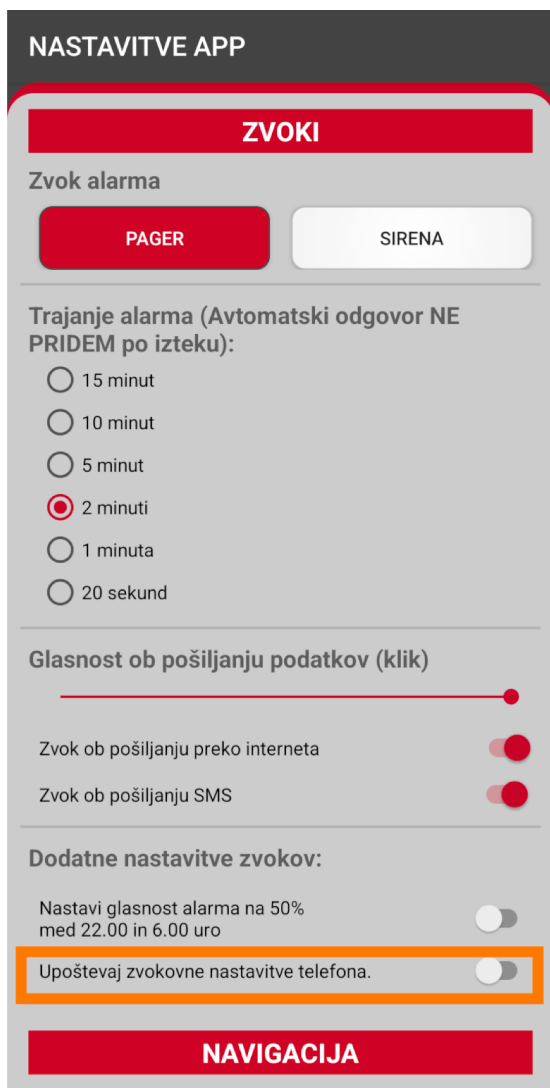 NASTAVITVE APP
ZVOKI
Zvok alarma
PAGER
SIRENA
Trajanje alarma (Avtomatski odgovor NE
PRIDEM po izteku):
15 minut
10 minut
5 minut
2 minuti
1 minuta
20 sekund
Glasnost ob pošiljanju podatkov (klik)
Zvok ob pošiljanju preko interneta
Zvok ob pošiljanju SMS
Dodatne nastavitve zvokov:
Nastavi glasnost alarma na 50%
med 22.00 in 6.00 uro
Upoštevaj zvokovne nastavitve telefona.
NAVIGACIJA